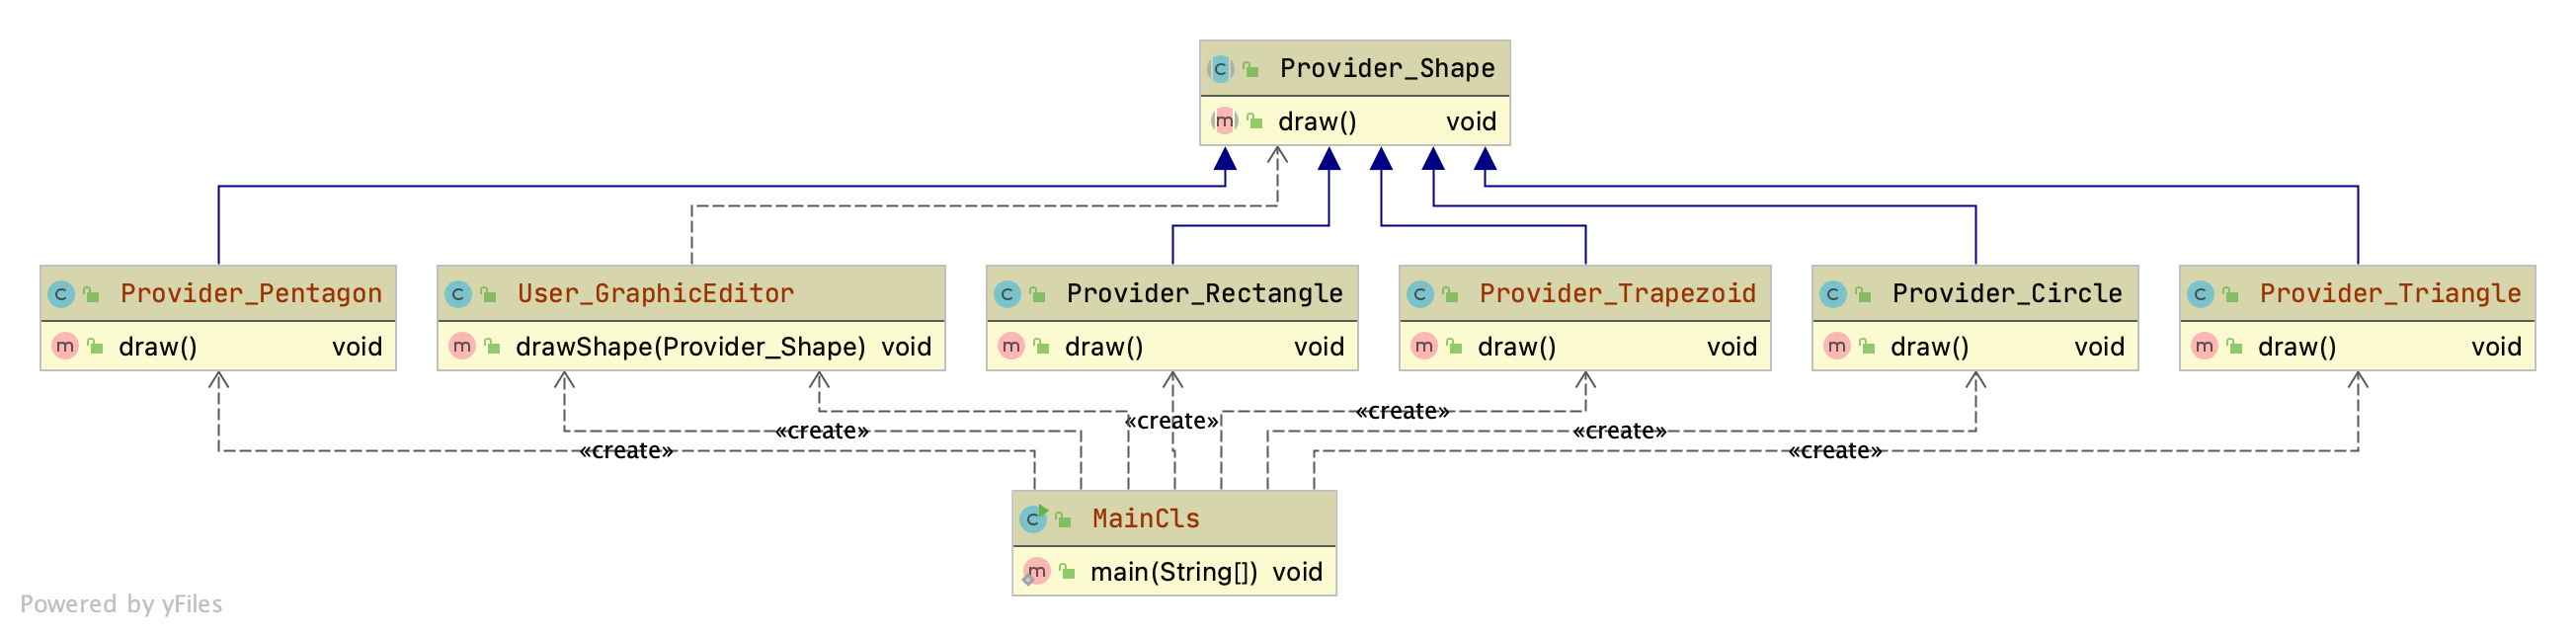 Provider_Shape
draw() void
Provider_Pentagon
draw() void
User_GraphicEditor
drawShape(Provider_Shape) void
Provider_Rectangle
draw() void
Provider_Trapezoid
draw() void
Provider_Circle
draw() void
Provider_Triangle
draw() void
«create»
«create»
«create»
«create»
«create»
«create»
MainCls
main(String[]) void
Powered by yFiles